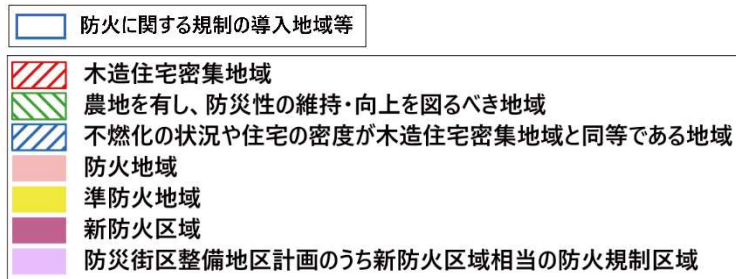 防火に関する規制の導入地域等
木造住宅密集地域
農地を有し、防災性の維持・向上を図るべき地域
不燃化の状況や住宅の密度が木造住宅密集地域と同等である地域
防火地域
準防火地域
新防火区域
防災街区整備地区計画のうち新防火区域相当の防火規制区域